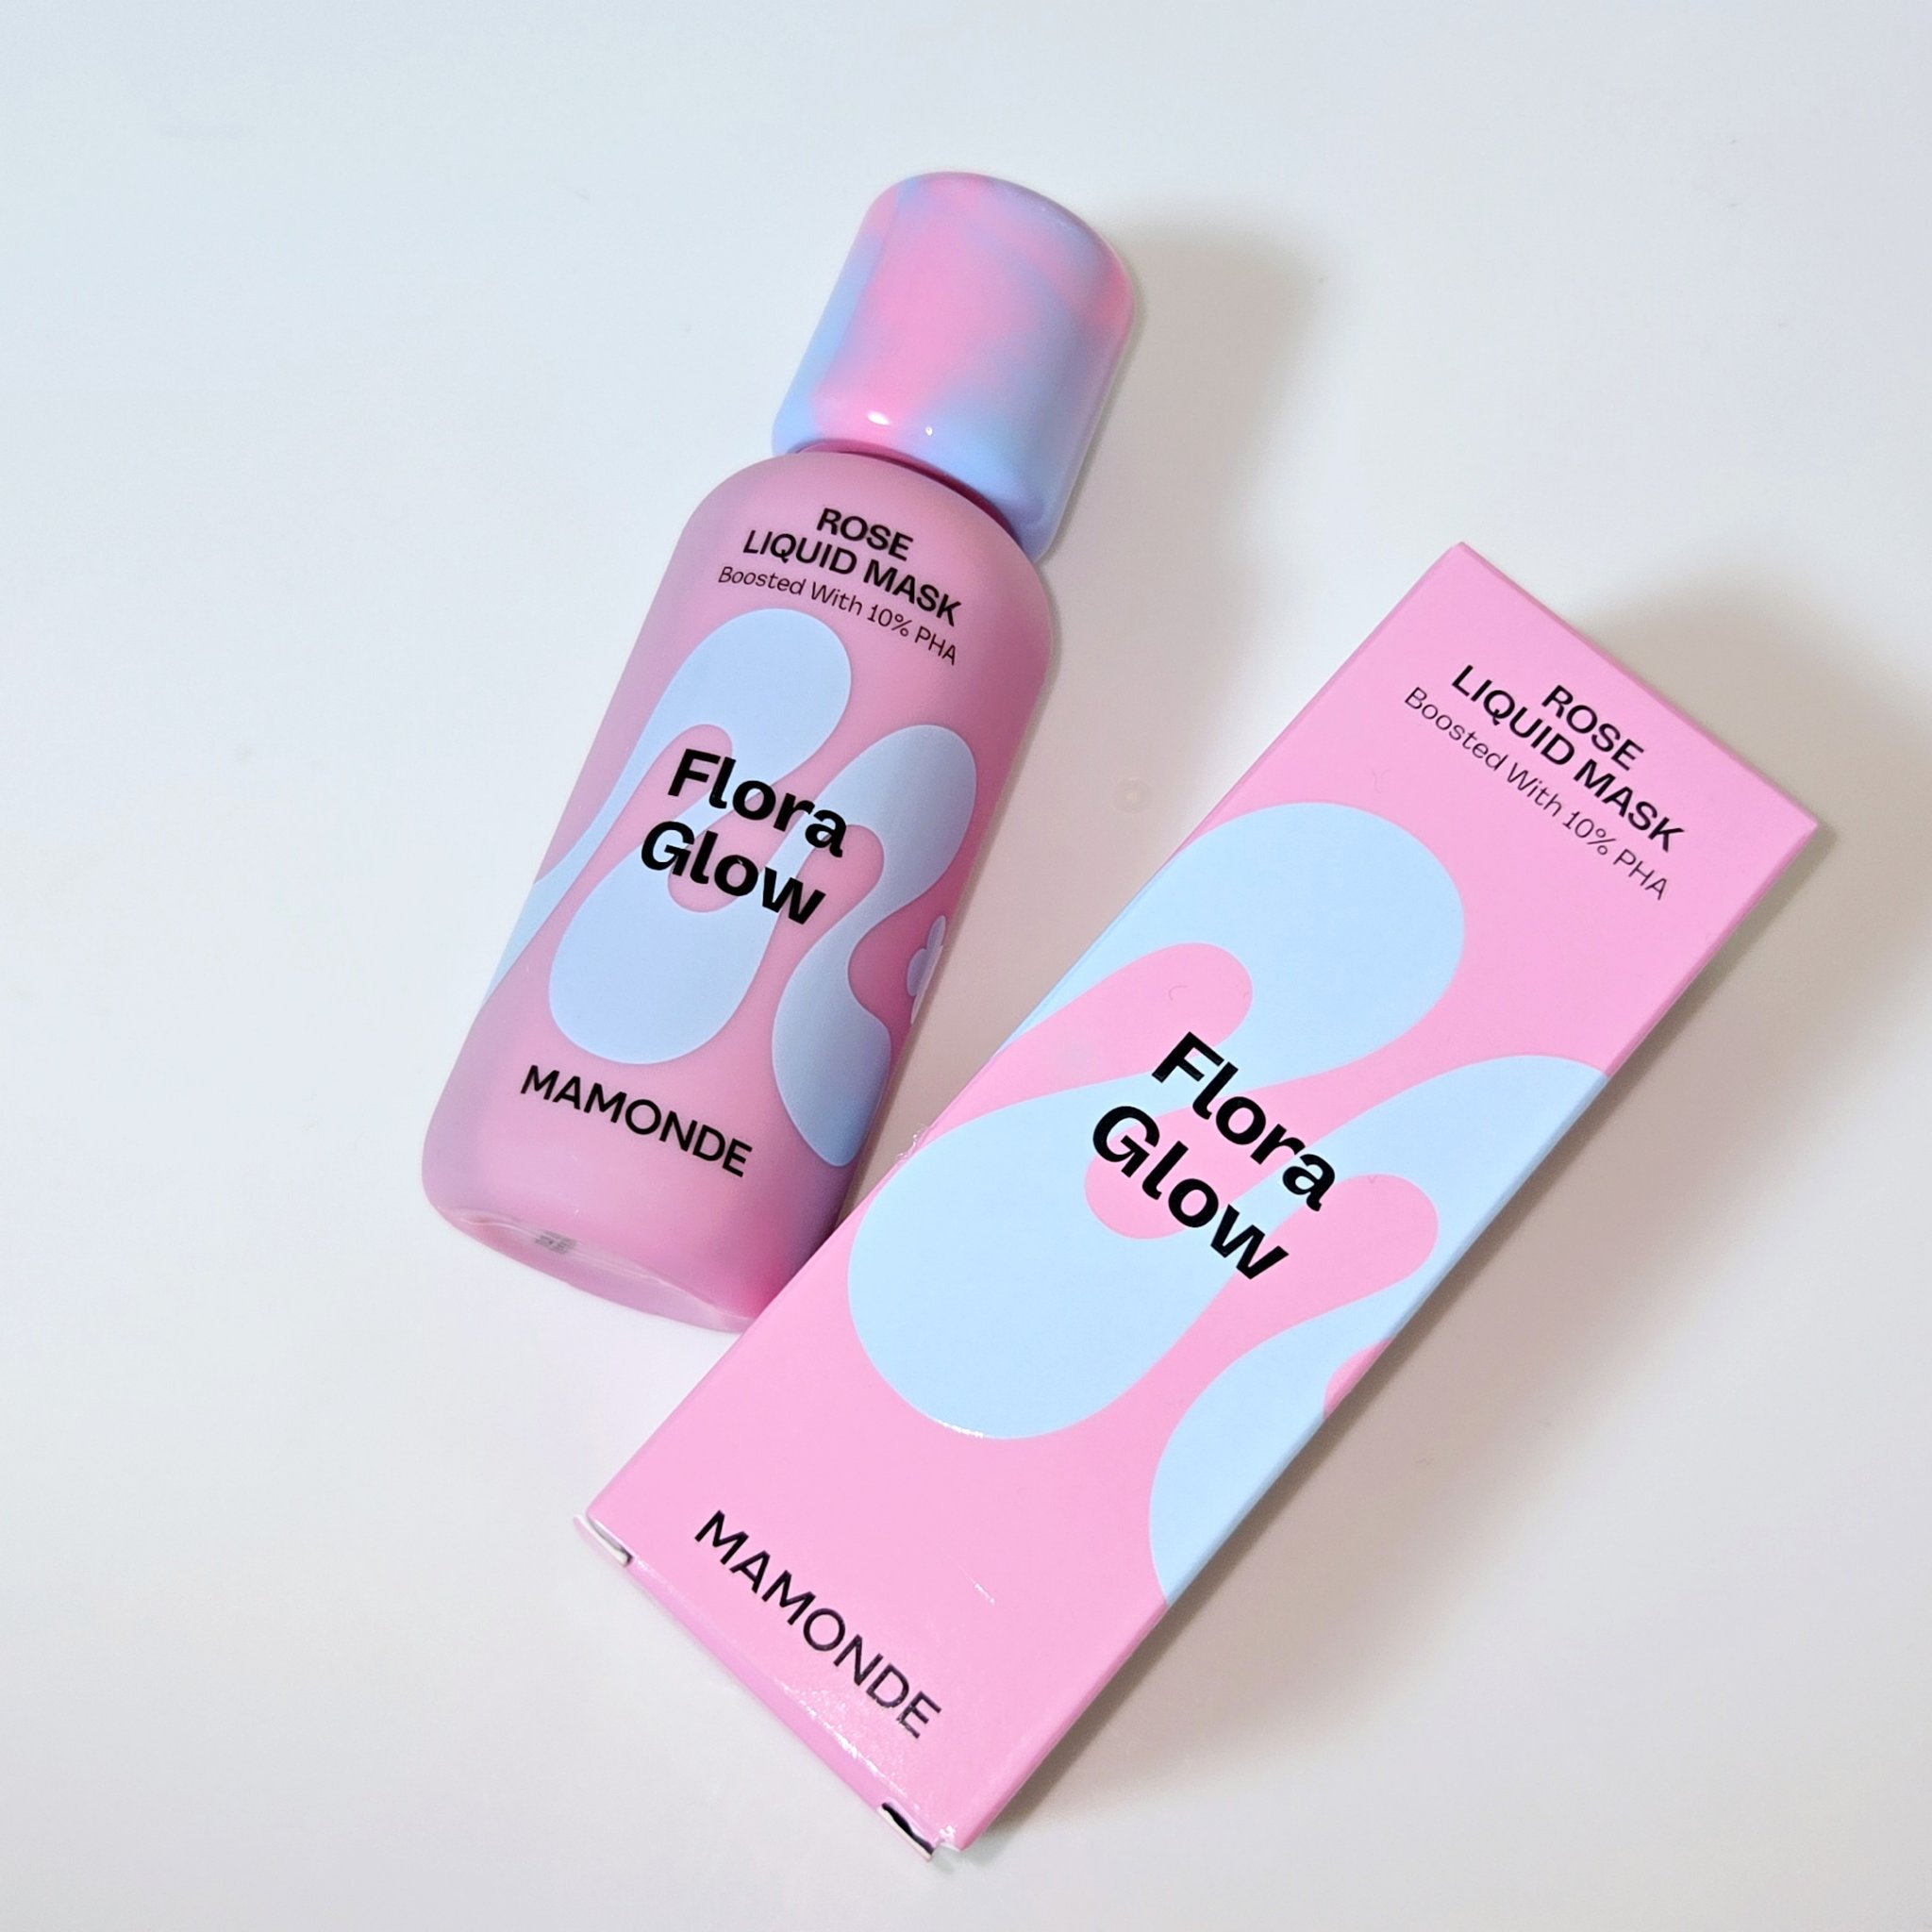 ROSE
LIQUID MASK
Boosted With 10% PHA
Flora
Glow
MAMONDE
ROSE
LIQUID MASK
Boosted With 10% PHA
Flora
Glow
MAMONDE